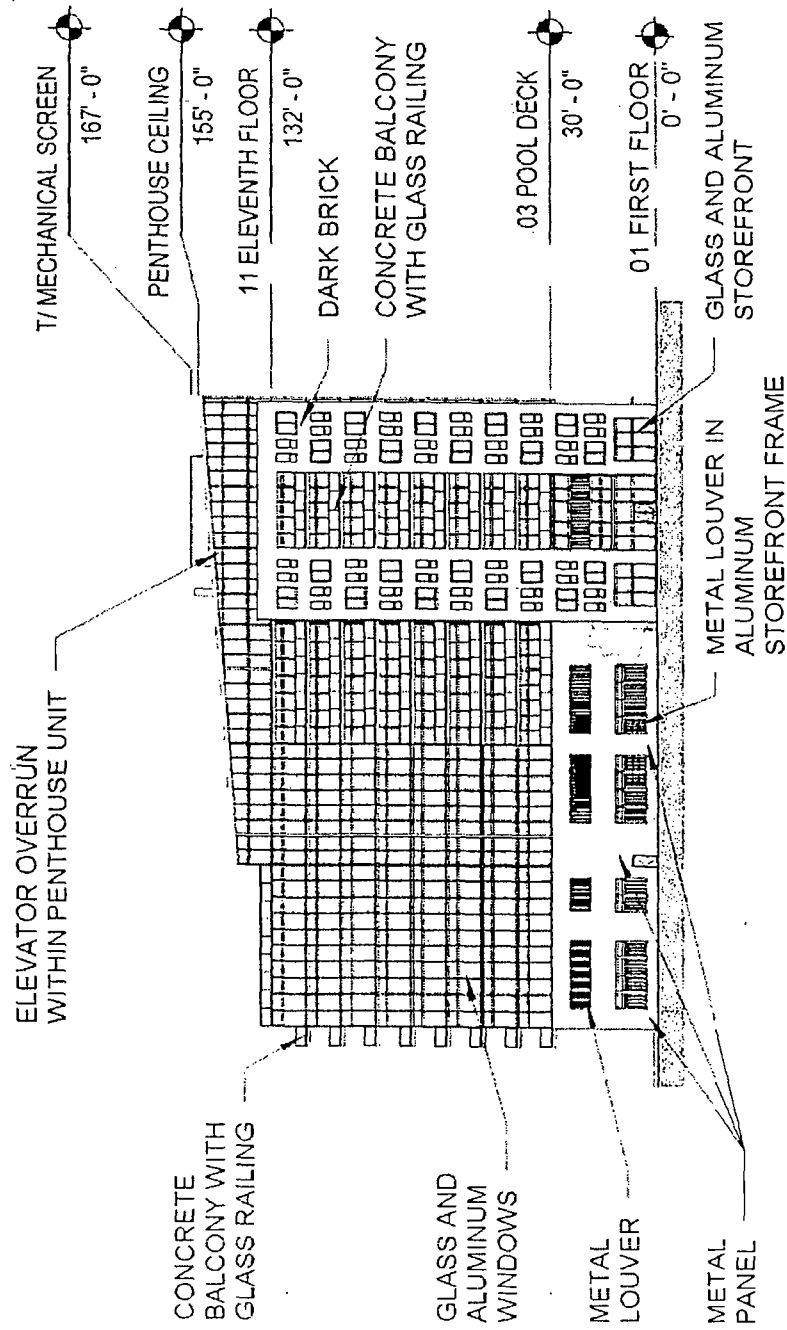 T/ MECHANICAL SCREEN
167' - 0"
PENTHOUSE CEILING
155' - 0"
11 ELEVENTH FLOOR
132' - 0"
DARK BRICK
CONCRETE BALCONY
WITH GLASS RAILING
03 POOL DECK
30' - 0"
01 FIRST FLOOR
0' - 0"
GLASS AND ALUMINUM
STOREFRONT
METAL LOUVER IN
ALUMINUM
STOREFRONT FRAME
ELEVATOR OVERRUN
WITHIN PENTHOUSE UNIT
CONCRETE
BALCONY WITH
GLASS RAILING
GLASS AND
ALUMINUM
WINDOWS
METAL
LOUVER
METAL
PANEL